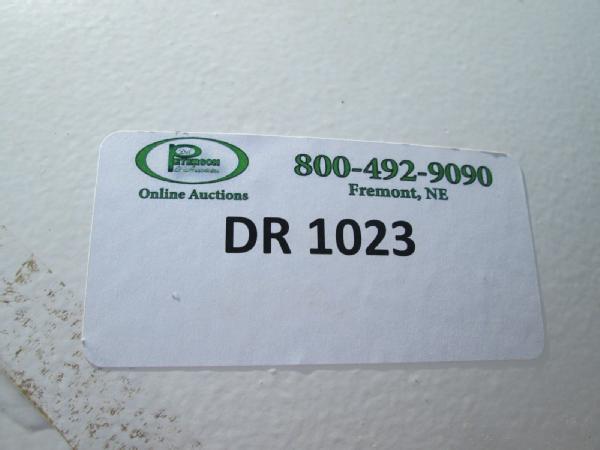 PETERSON
Online Auctions
800-492-9090
Fremont, NE
DR 1023